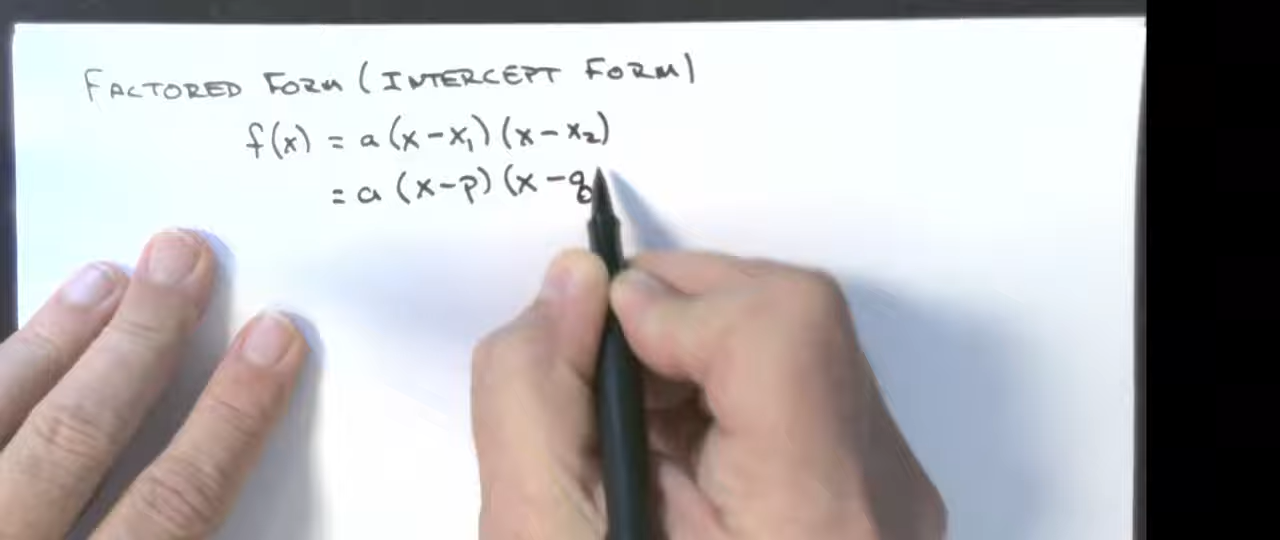 FACTORED FORM (INTERCEPT FORM)
f(x) = a(x-x₁)(x-x₂)
= a(x-p)(x-q